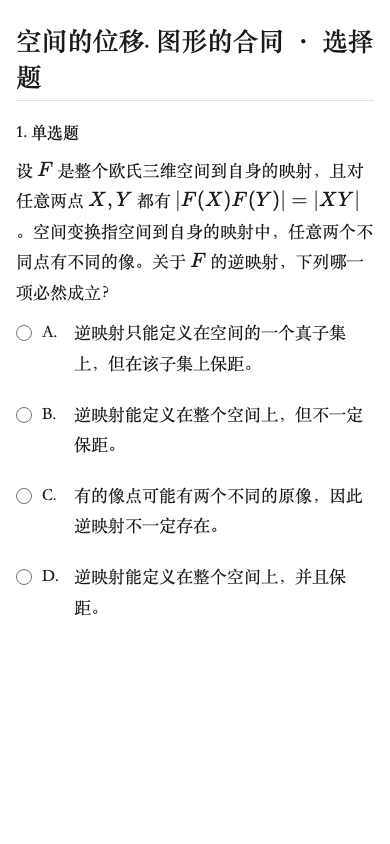 空间的位移. 图形的合同 · 选择
题
1. 单选题
设 F 是整个欧氏三维空间到自身的映射，且对
任意两点 X, Y 都有 |F(X)F(Y)| = |XY|
。空间变换指空间到自身的映射中，任意两个不
同点有不同的像。关于 F 的逆映射，下列哪一
项必然成立?
A. 逆映射只能定义在空间的一个真子集
上，但在该子集上保距。
B. 逆映射能定义在整个空间上，但不一定
保距。
C. 有的像点可能有两个不同的原像，因此
逆映射不一定存在。
D. 逆映射能定义在整个空间上，并且保
距。